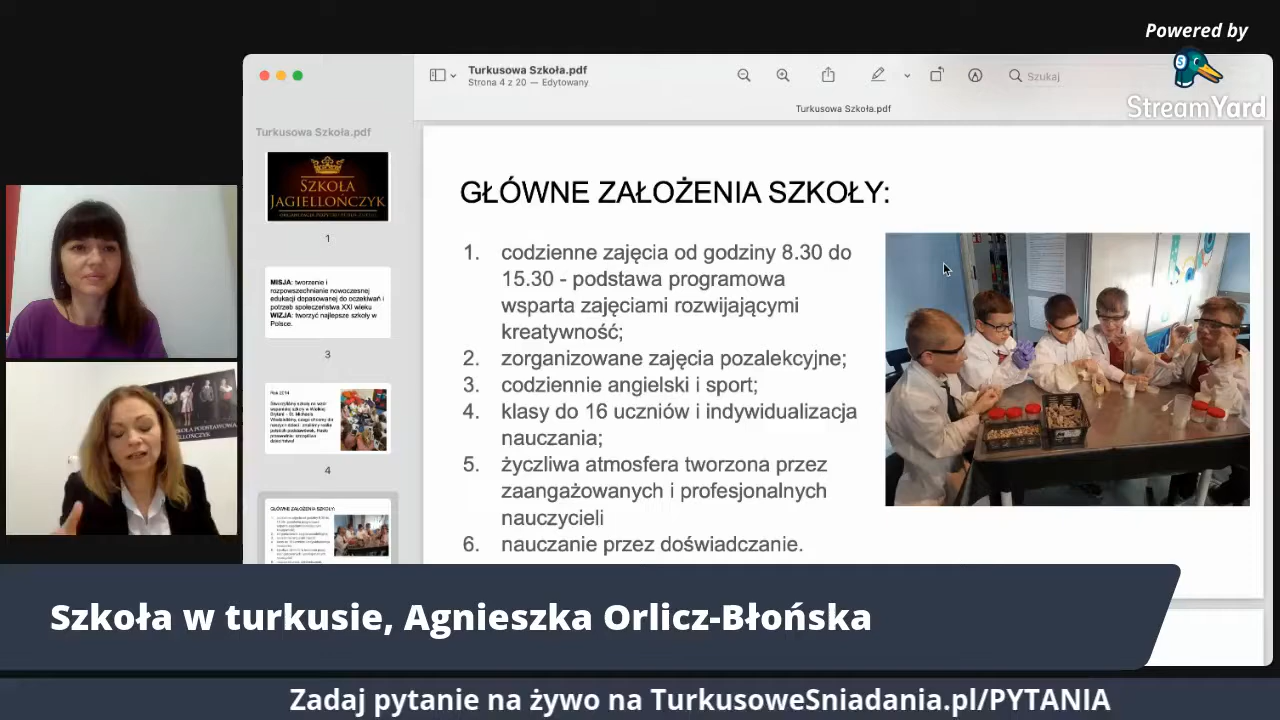 Powered by
StreamYard
Turkusowa Szkoła.pdf
Strona 4 z 20 — Edytowany
Szukaj
Turkusowa Szkoła.pdf
Turkusowa Szkoła.pdf
SZKOŁA
JAGIELLOŃCZYK
1
MISJA: tworzenie i
rozpowszechnianie nowoczesnej
edukacji dopasowanej do oczekiwań i
potrzeb społeczeństwa XXI wieku
WIZJA: tworzyć najlepsze szkoły w
Polsce.
3
Rok 2014
4
GŁÓWNE ZAŁOŻENIA SZKOŁY:
GŁÓWNE ZAŁOŻENIA SZKOŁY:
1. codzienne zajęcia od godziny 8.30 do
15.30 - podstawa programowa
wsparta zajęciami rozwijającymi
kreatywność;
2. zorganizowane zajęcia pozalekcyjne;
3. codziennie angielski i sport;
4. klasy do 16 uczniów i indywidualizacja
nauczania;
5. życzliwa atmosfera tworzona przez
zaangażowanych i profesjonalnych
nauczycieli
6. nauczanie przez doświadczanie.
Szkoła w turkusie, Agnieszka Orlicz-Błońska
Zadaj pytanie na żywo na TurkusoweSniadania.pl/PYTANIA